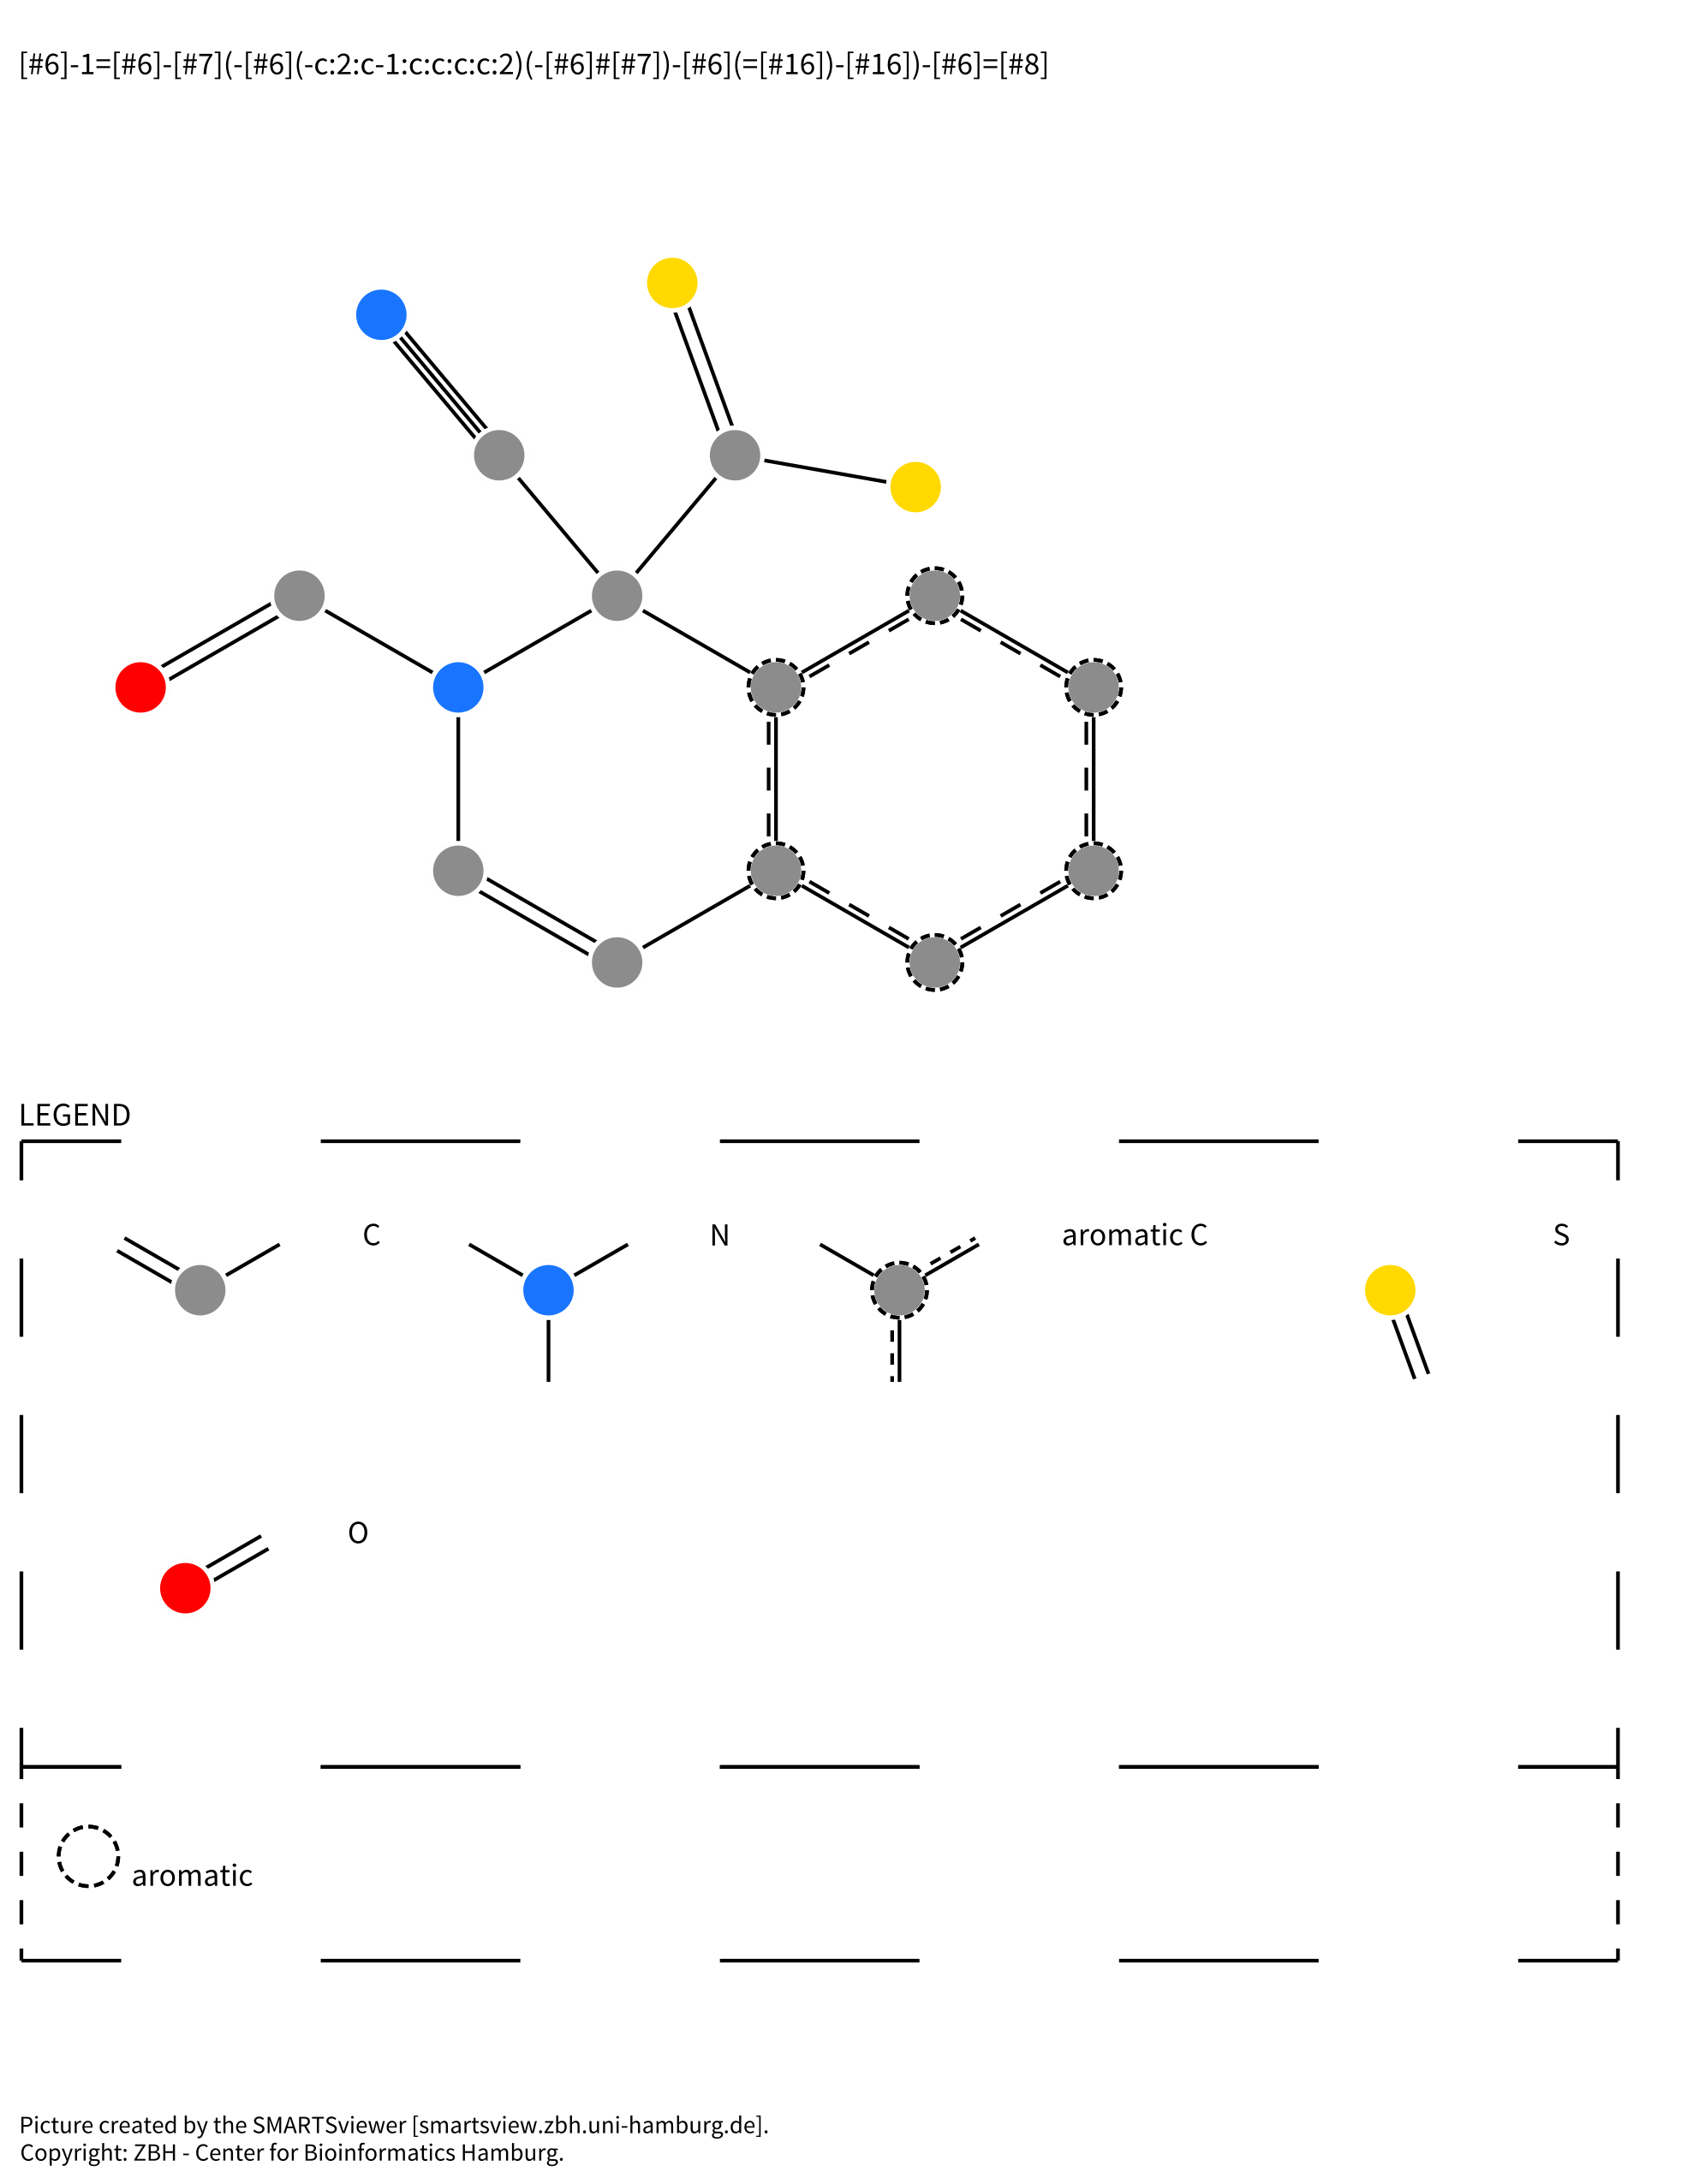 [#6]-1=[#6]-[#7](-[#6](-c:2:c-1:c:c:c:c:2)(-[#6]#[#7])-[#6](=[#16])-[#16])-[#6]=[#8]
LEGEND
C N aromatic C S
O
aromatic
Picture created by the SMARTSviewer [smartsview.zbh.uni-hamburg.de].
Copyright: ZBH - Center for Bioinformatics Hamburg.